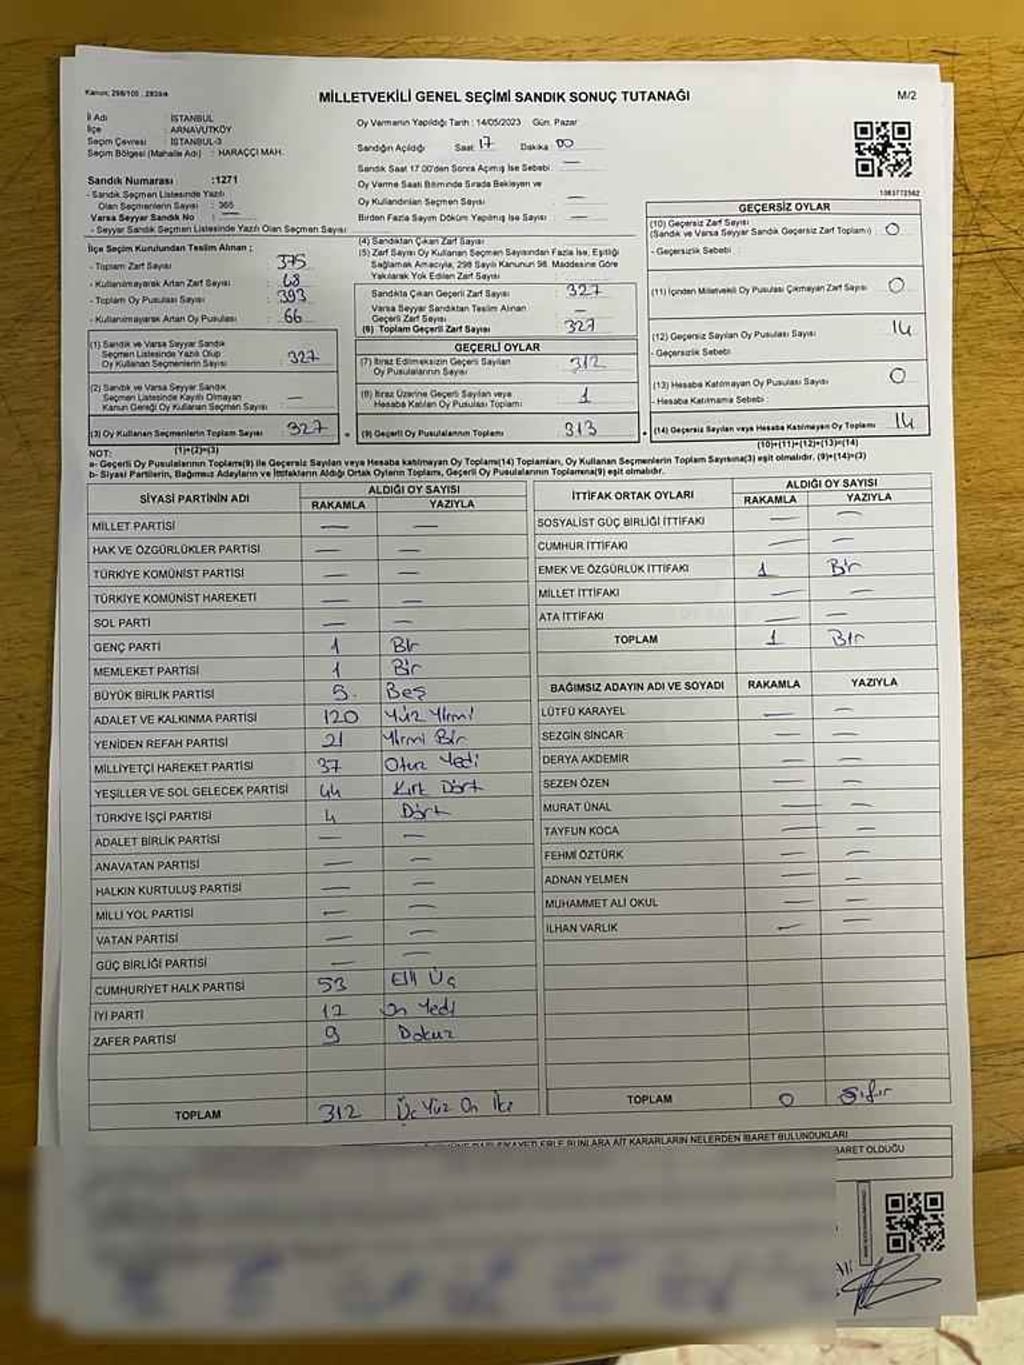 Kanun: 298/105 , 2839/4
MİLLETVEKİLİ GENEL SEÇİMİ SANDIK SONUÇ TUTANAĞI
M/2
İl Adı : İSTANBUL
İlçe : ARNAVUTKÖY
Seçim Çevresi : İSTANBUL-3
Seçim Bölgesi (Mahalle Adı) : HARAÇÇI MAH.
Sandık Numarası :1271
- Sandık Seçmen Listesinde Yazılı
Olan Seçmenlerin Sayısı : 365
Varsa Seyyar Sandık No : —
- Seyyar Sandık Seçmen Listesinde Yazılı Olan Seçmen Sayısı
Oy Vermenin Yapıldığı Tarih : 14/05/2023 Gün: Pazar
Sandığın Açıldığı Saat 17 Dakika 00
Sandık Saat 17.00'den Sonra Açılmış İse Sebebi : —
Oy Verme Saati Bitiminde Sırada Bekleyen ve
Oy Kullandırılan Seçmen Sayısı : —
Birden Fazla Sayım Döküm Yapılmış İse Sayısı : —
1063772562
İlçe Seçim Kurulundan Teslim Alınan ;
- Toplam Zarf Sayısı : 375
- Kullanılmayarak Artan Zarf Sayısı : 48
- Toplam Oy Pusulası Sayısı : 393
- Kullanılmayarak Artan Oy Pusulası : 66
(1) Sandık ve Varsa Seyyar Sandık
Seçmen Listesinde Yazılı Olup
Oy Kullanan Seçmenlerin Sayısı : 327
(2) Sandık ve Varsa Seyyar Sandık
Seçmen Listesinde Kayıtlı Olmayan
Kanun Gereği Oy Kullanan Seçmen Sayısı : —
(3) Oy Kullanan Seçmenlerin Toplam Sayısı : 327
(1)+(2)=(3)
(4) Sandıktan Çıkan Zarf Sayısı
(5) Zarf Sayısı Oy Kullanan Seçmen Sayısından Fazla İse, Eşitliği
Sağlamak Amacıyla, 298 Sayılı Kanunun 98. Maddesine Göre
Yakılarak Yok Edilen Zarf Sayısı
Sandıkta Çıkan Geçerli Zarf Sayısı : 327
Varsa Seyyar Sandıktan Teslim Alınan
Geçerli Zarf Sayısı : —
(6) Toplam Geçerli Zarf Sayısı : 327
GEÇERLİ OYLAR
(7) İtiraz Edilmeksizin Geçerli Sayılan
Oy Pusulalarının Sayısı : 312
(8) İtiraz Üzerine Geçerli Sayılan veya
Hesaba Katılan Oy Pusulası Toplamı : 1
(9) Geçerli Oy Pusulalarının Toplamı : 313
GEÇERSİZ OYLAR
(10) Geçersiz Zarf Sayısı
(Sandık ve Varsa Seyyar Sandık Geçersiz Zarf Toplamı) : 0
- Geçersizlik Sebebi :
(11) İçinden Milletvekili Oy Pusulası Çıkmayan Zarf Sayısı : 0
(12) Geçersiz Sayılan Oy Pusulası Sayısı : 14
- Geçersizlik Sebebi :
(13) Hesaba Katılmayan Oy Pusulası Sayısı : 0
- Hesaba Katılmama Sebebi :
(14) Geçersiz Sayılan veya Hesaba Katılmayan Oy Toplamı : 14
(10)+(11)+(12)+(13)=(14)
NOT:
a- Geçerli Oy Pusulalarının Toplamı(9) ile Geçersiz Sayılan veya Hesaba katılmayan Oy Toplamı(14) Toplamları, Oy Kullanan Seçmenlerin Toplam Sayısına(3) eşit olmalıdır. (9)+(14)=(3)
b- Siyasi Partilerin, Bağımsız Adayların ve İttifakların Aldığı Ortak Oyların Toplamı, Geçerli Oy Pusulalarının Toplamına(9) eşit olmalıdır.
SİYASİ PARTİNİN ADI ALDIĞI OY SAYISI
RAKAMLA YAZIYLA
MİLLET PARTİSİ — —
HAK VE ÖZGÜRLÜKLER PARTİSİ — —
TÜRKİYE KOMÜNİST PARTİSİ — —
TÜRKİYE KOMÜNİST HAREKETİ — —
SOL PARTİ — —
GENÇ PARTİ 1 Bir
MEMLEKET PARTİSİ 1 Bir
BÜYÜK BİRLİK PARTİSİ 5 Beş
ADALET VE KALKINMA PARTİSİ 120 Yüz Yirmi
YENİDEN REFAH PARTİSİ 21 Yirmi Bir
MİLLİYETÇİ HAREKET PARTİSİ 37 Otuz Yedi
YEŞİLLER VE SOL GELECEK PARTİSİ 44 Kırk Dört
TÜRKİYE İŞÇİ PARTİSİ 4 Dört
ADALET BİRLİK PARTİSİ — —
ANAVATAN PARTİSİ — —
HALKIN KURTULUŞ PARTİSİ — —
MİLLİ YOL PARTİSİ — —
VATAN PARTİSİ — —
GÜÇ BİRLİĞİ PARTİSİ — —
CUMHURİYET HALK PARTİSİ 53 Elli Üç
İYİ PARTİ 17 On Yedi
ZAFER PARTİSİ 9 Dokuz
TOPLAM 312 Üç Yüz On İki
İTTİFAK ORTAK OYLARI ALDIĞI OY SAYISI
RAKAMLA YAZIYLA
SOSYALİST GÜÇ BİRLİĞİ İTTİFAKI — —
CUMHUR İTTİFAKI — —
EMEK VE ÖZGÜRLÜK İTTİFAKI 1 Bir
MİLLET İTTİFAKI — —
ATA İTTİFAKI — —
TOPLAM 1 Bir
BAĞIMSIZ ADAYIN ADI VE SOYADI RAKAMLA YAZIYLA
LÜTFÜ KARAYEL — —
SEZGİN SİNCAR — —
DERYA AKDEMİR — —
SEZEN ÖZEN — —
MURAT ÜNAL — —
TAYFUN KOCA — —
FEHMİ ÖZTÜRK — —
ADNAN YELMEN — —
MUHAMMET ALİ OKUL — —
İLHAN VARLIK — —
TOPLAM 0 Sıfır
KARARLARIN NELERDEN İBARET BULUNDUKLARI
BARET OLDUĞU